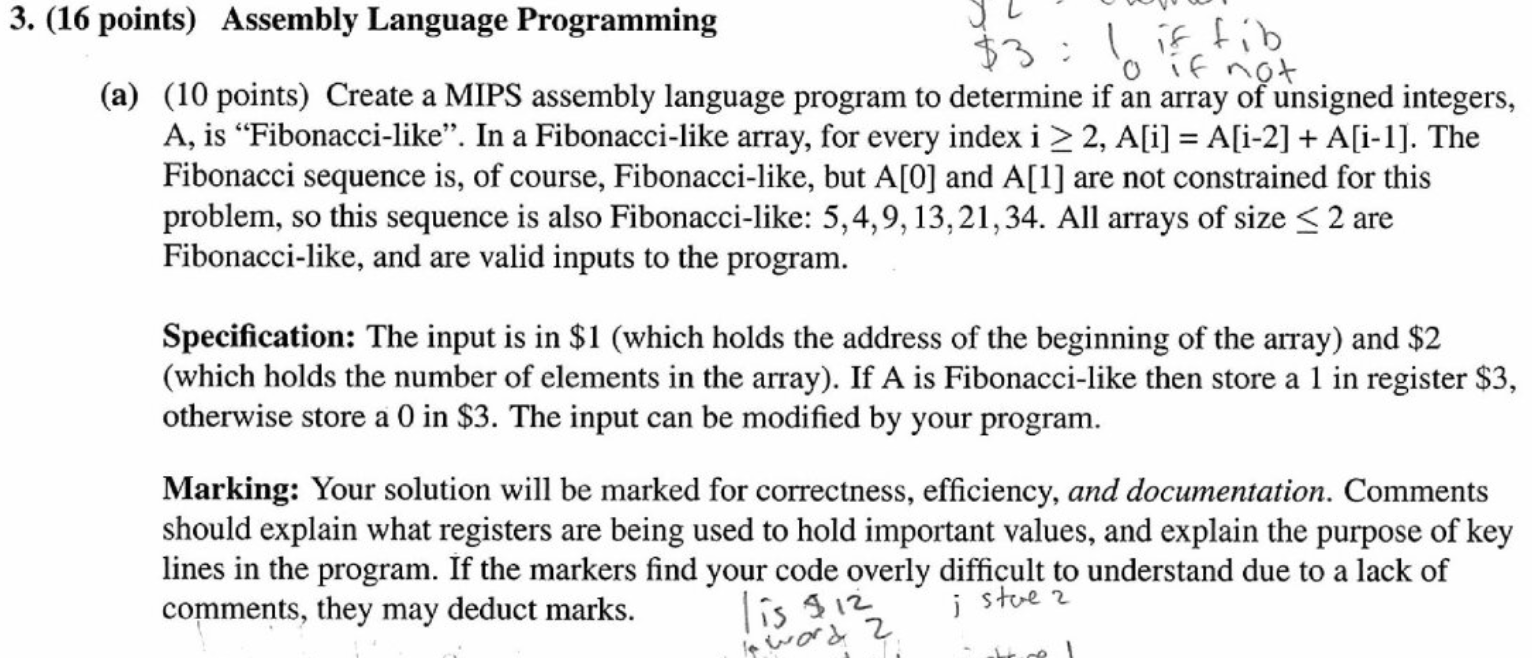 3. (16 points) Assembly Language Programming
$3 : 1 if fib
0 if not
(a) (10 points) Create a MIPS assembly language program to determine if an array of unsigned integers,
A, is “Fibonacci-like”. In a Fibonacci-like array, for every index i ≥ 2, A[i] = A[i-2] + A[i-1]. The
Fibonacci sequence is, of course, Fibonacci-like, but A[0] and A[1] are not constrained for this
problem, so this sequence is also Fibonacci-like: 5,4,9,13,21,34. All arrays of size ≤ 2 are
Fibonacci-like, and are valid inputs to the program.
Specification: The input is in $1 (which holds the address of the beginning of the array) and $2
(which holds the number of elements in the array). If A is Fibonacci-like then store a 1 in register $3,
otherwise store a 0 in $3. The input can be modified by your program.
Marking: Your solution will be marked for correctness, efficiency, and documentation. Comments
should explain what registers are being used to hold important values, and explain the purpose of key
lines in the program. If the markers find your code overly difficult to understand due to a lack of
comments, they may deduct marks.
lis $12 ; store 2
word 2